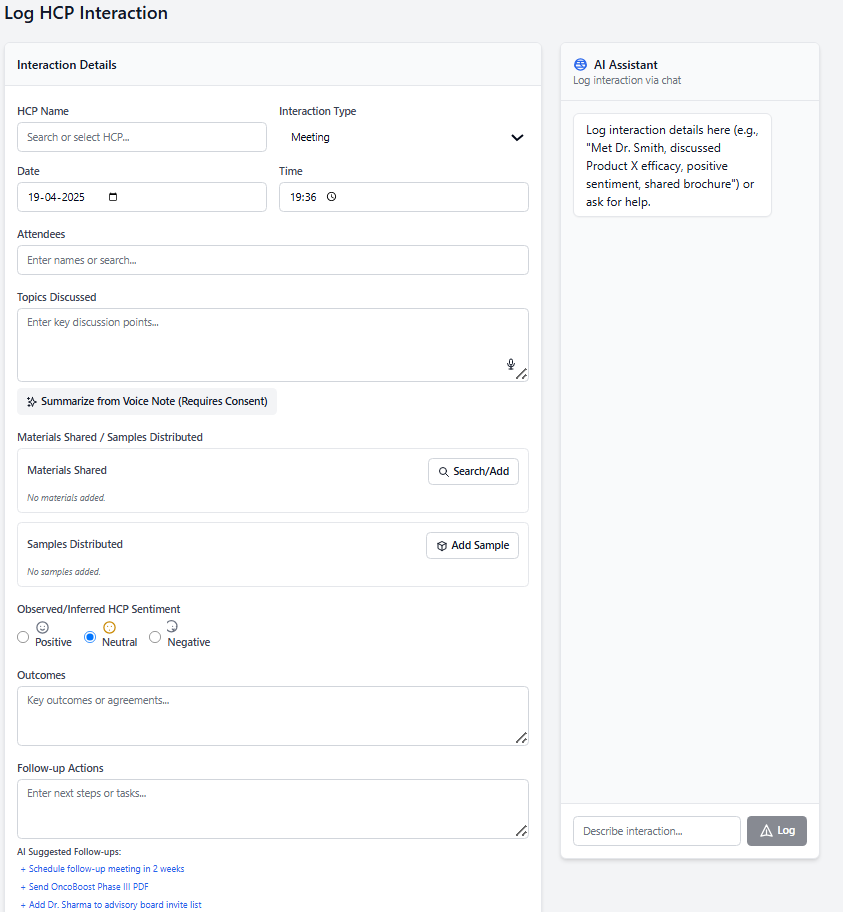 Log HCP Interaction
Interaction Details
HCP Name
Interaction Type
Search or select HCP...
Meeting
Date
Time
19-04-2025
19:36
Attendees
Enter names or search...
Topics Discussed
Enter key discussion points...
Summarize from Voice Note (Requires Consent)
Materials Shared / Samples Distributed
Materials Shared
Search/Add
No materials added.
Samples Distributed
Add Sample
No samples added.
Observed/Inferred HCP Sentiment
Positive
Neutral
Negative
Outcomes
Key outcomes or agreements...
Follow-up Actions
Enter next steps or tasks...
AI Suggested Follow-ups:
+ Schedule follow-up meeting in 2 weeks
+ Send OncoBoost Phase III PDF
+ Add Dr. Sharma to advisory board invite list
AI Assistant
Log interaction via chat
Log interaction details here (e.g.,
"Met Dr. Smith, discussed
Product X efficacy, positive
sentiment, shared brochure") or
ask for help.
Describe interaction...
Log